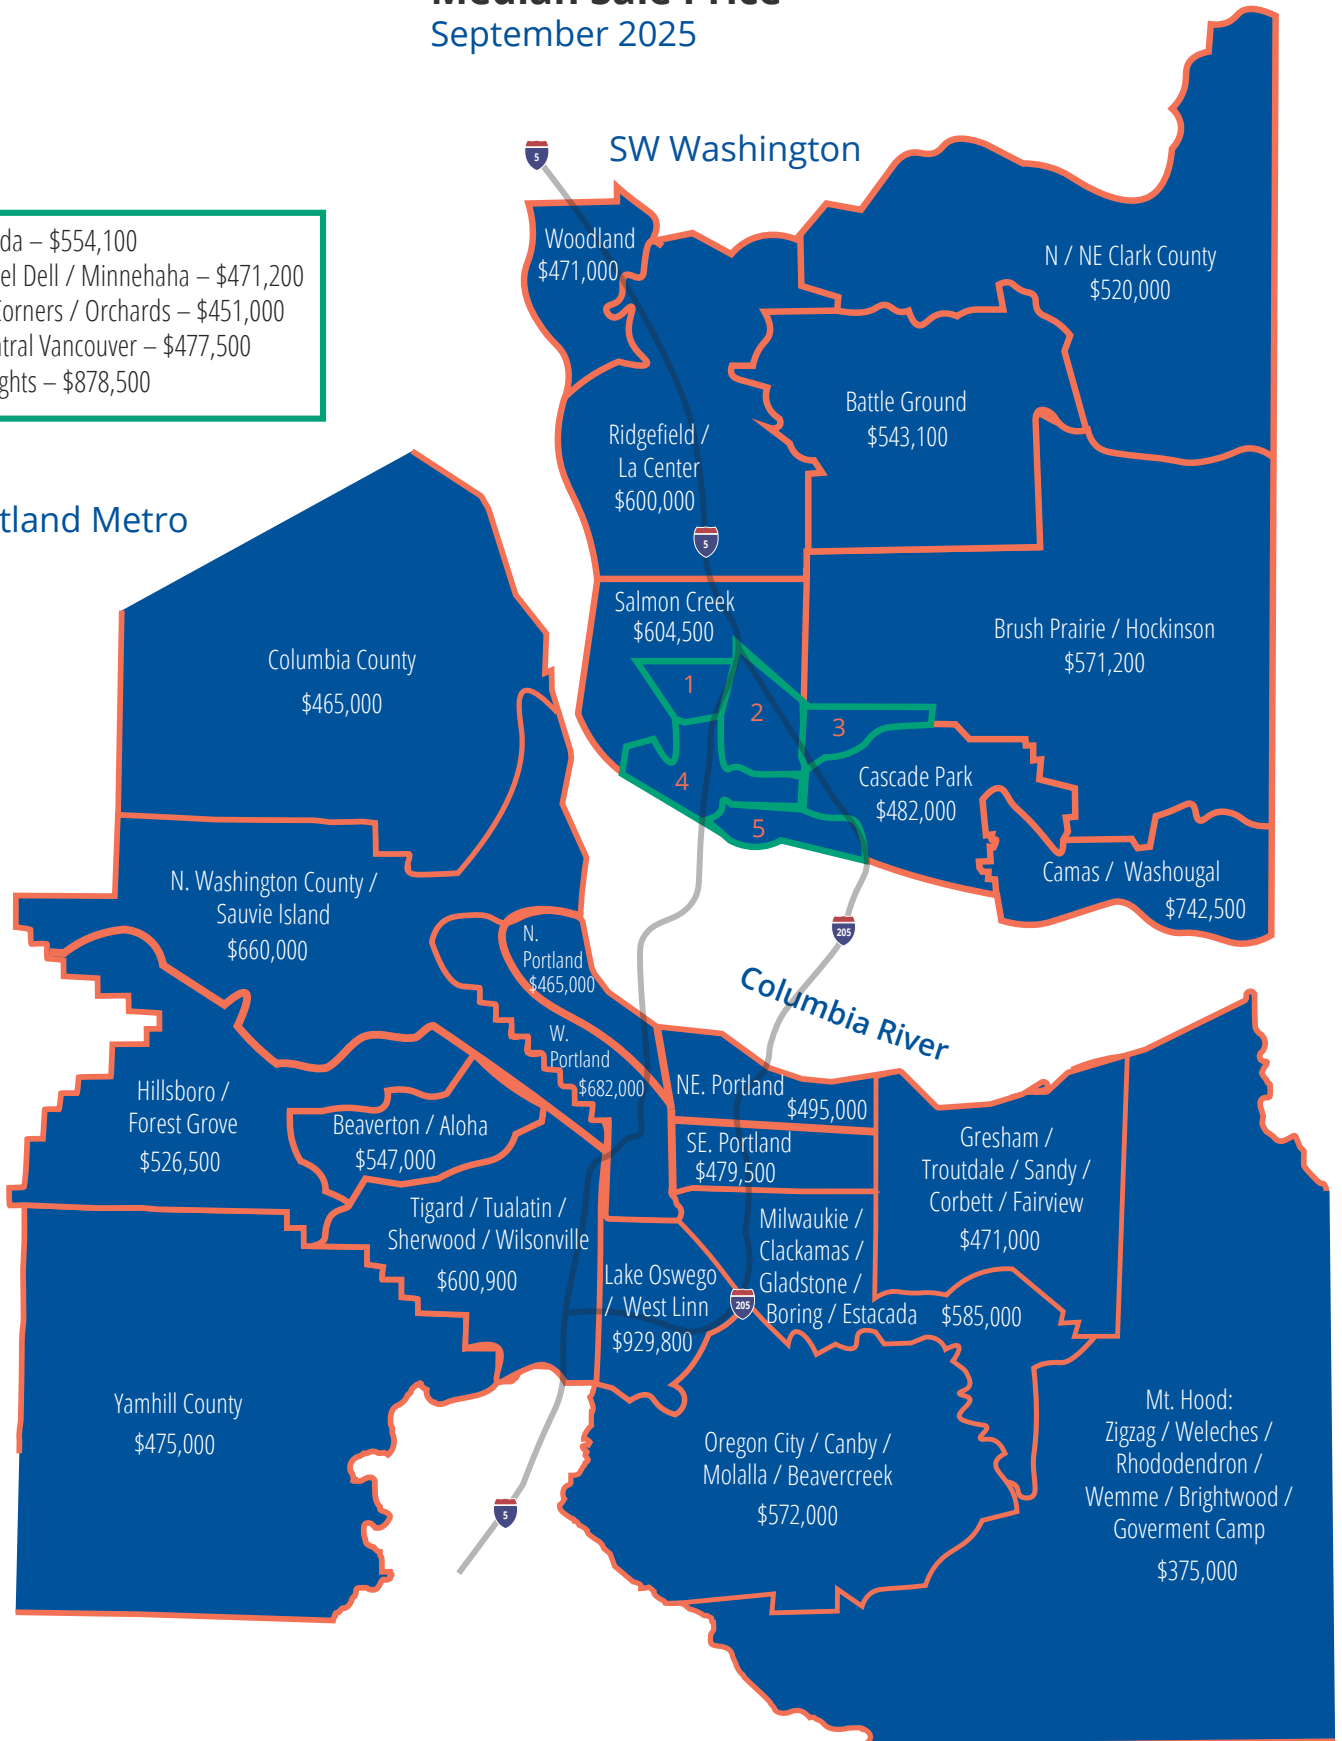 Median Sale Price
September 2025
SW Washington
5
Woodland
$471,000
N / NE Clark County
$520,000
da – $554,100
el Dell / Minnehaha – $471,200
Corners / Orchards – $451,000
ntral Vancouver – $477,500
ghts – $878,500
Battle Ground
$543,100
Ridgefield /
La Center
$600,000
5
tland Metro
Salmon Creek
$604,500
Brush Prairie / Hockinson
$571,200
1
2
3
4
5
Cascade Park
$482,000
Camas / Washougal
$742,500
Columbia County
$465,000
N. Washington County /
Sauvie Island
$660,000
N.
Portland
$465,000
W.
Portland
$682,000
205
Columbia River
NE. Portland
$495,000
SE. Portland
$479,500
Hillsboro /
Forest Grove
$526,500
Beaverton / Aloha
$547,000
Tigard / Tualatin /
Sherwood / Wilsonville
$600,900
Gresham /
Troutdale / Sandy /
Corbett / Fairview
$471,000
Milwaukie /
Clackamas /
Gladstone /
Boring / Estacada
$585,000
Lake Oswego
/ West Linn
$929,800
205
Yamhill County
$475,000
5
Oregon City / Canby /
Molalla / Beavercreek
$572,000
Mt. Hood:
Zigzag / Weleches /
Rhododendron /
Wemme / Brightwood /
Goverment Camp
$375,000